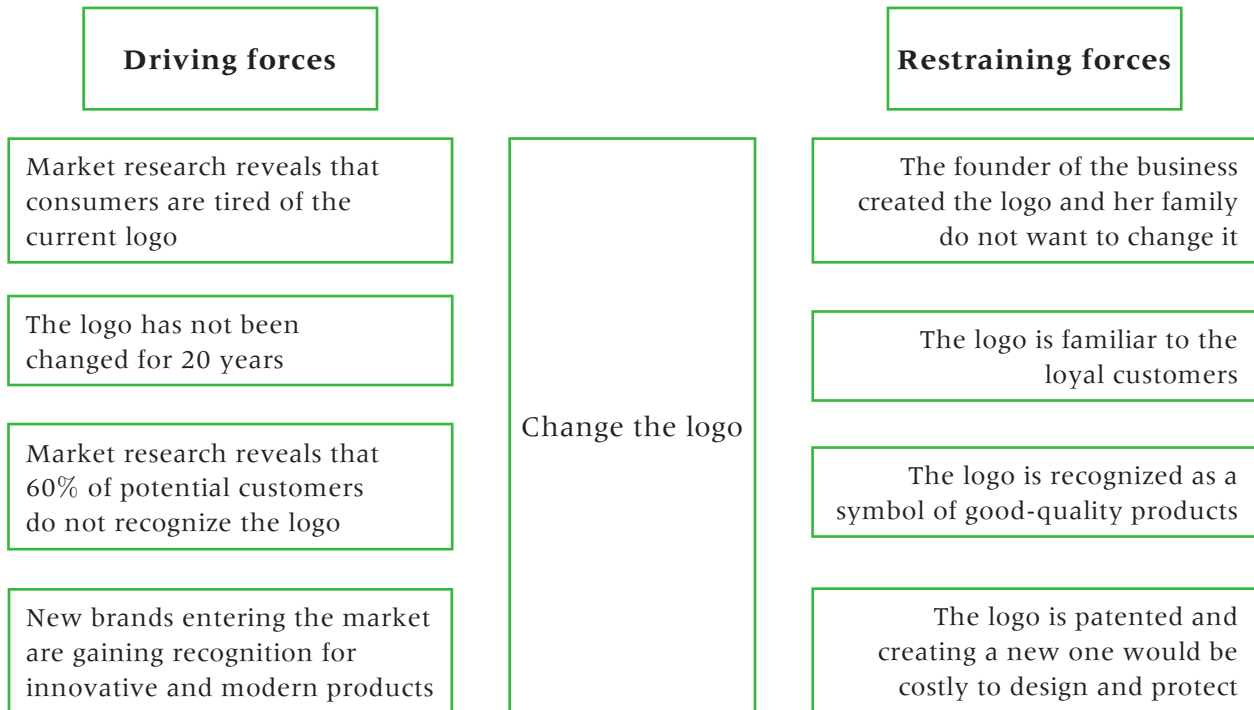 Driving forces
Restraining forces
Market research reveals that
consumers are tired of the
current logo
The logo has not been
changed for 20 years
Market research reveals that
60% of potential customers
do not recognize the logo
New brands entering the market
are gaining recognition for
innovative and modern products
Change the logo
The founder of the business
created the logo and her family
do not want to change it
The logo is familiar to the
loyal customers
The logo is recognized as a
symbol of good-quality products
The logo is patented and
creating a new one would be
costly to design and protect